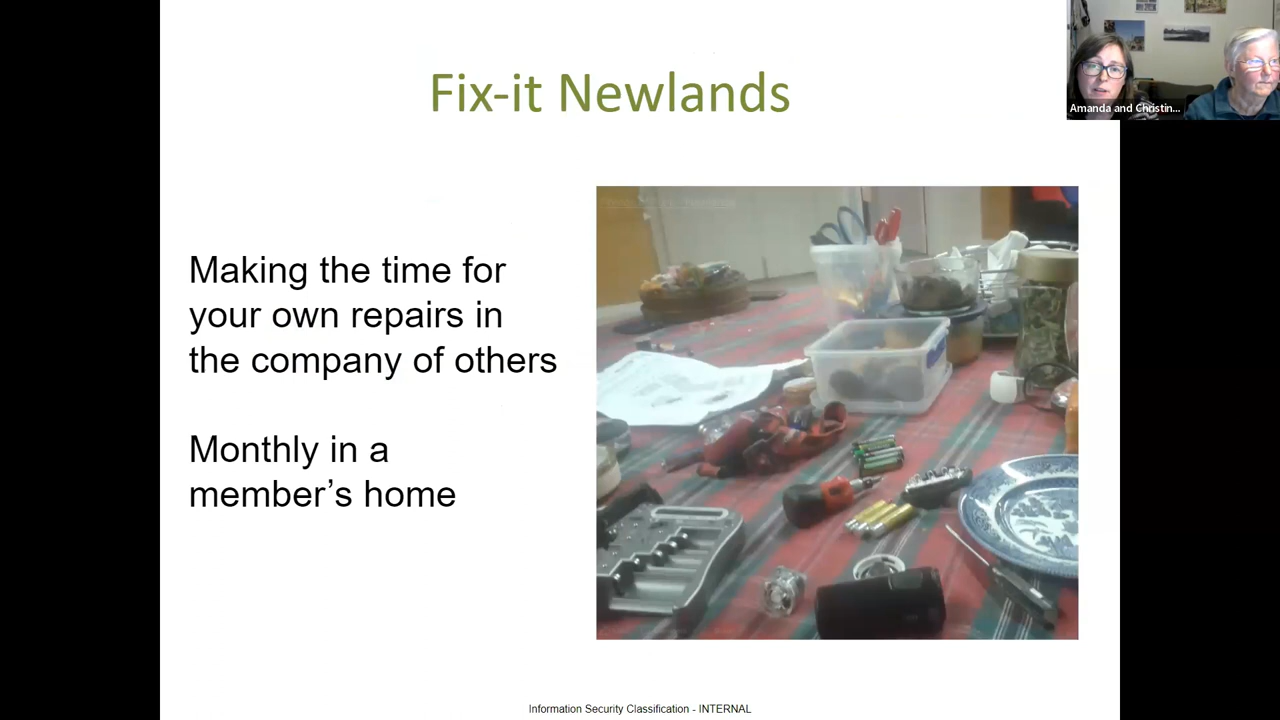 Fix-it Newlands
Amanda and Christin...
Making the time for
your own repairs in
the company of others
Monthly in a
member’s home
Information Security Classification - INTERNAL